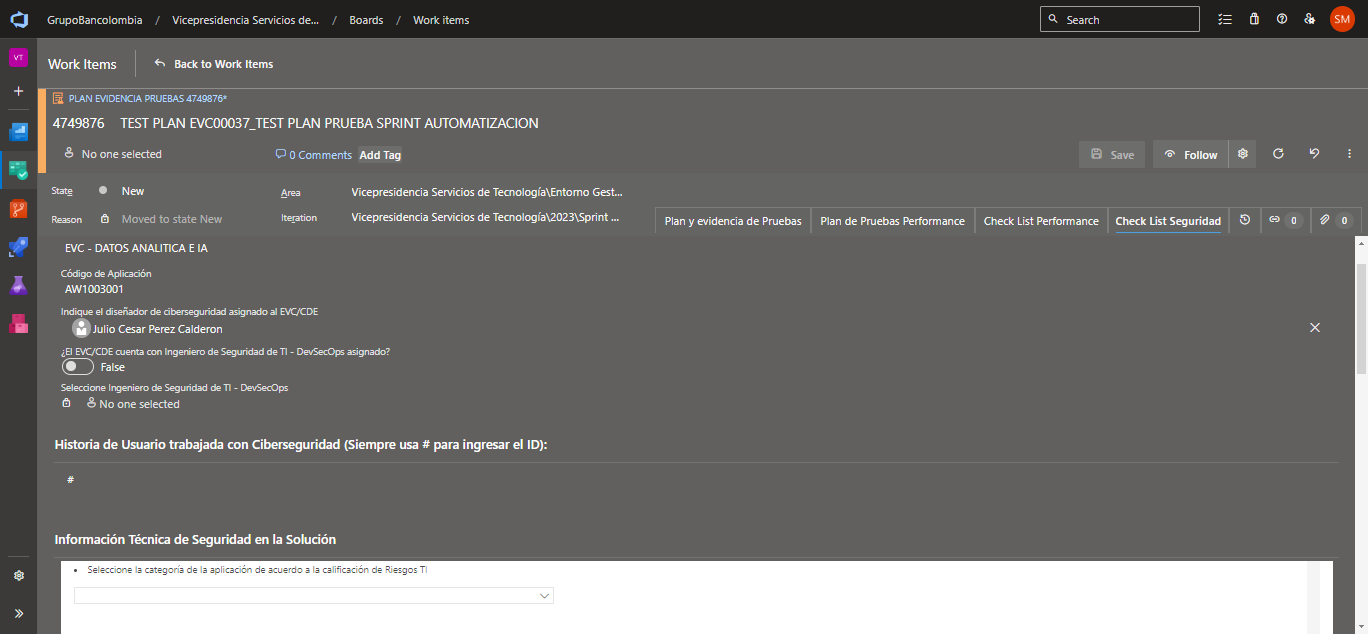 GrupoBancolombia / Vicepresidencia Servicios de... / Boards / Work items
Search
SM
VT
Work Items
Back to Work Items
PLAN EVIDENCIA PRUEBAS 4749876*
4749876 TEST PLAN EVC00037_TEST PLAN PRUEBA SPRINT AUTOMATIZACION
No one selected
0 Comments
Add Tag
Save
Follow
State New
Area Vicepresidencia Servicios de Tecnología\Entorno Gest...
Reason Moved to state New
Iteration Vicepresidencia Servicios de Tecnología\2023\Sprint ...
Plan y evidencia de Pruebas
Plan de Pruebas Performance
Check List Performance
Check List Seguridad
0
0
EVC - DATOS ANALITICA E IA
Código de Aplicación
AW1003001
Indique el diseñador de ciberseguridad asignado al EVC/CDE
Julio Cesar Perez Calderon
¿El EVC/CDE cuenta con Ingeniero de Seguridad de TI - DevSecOps asignado?
False
Seleccione Ingeniero de Seguridad de TI - DevSecOps
No one selected
Historia de Usuario trabajada con Ciberseguridad (Siempre usa # para ingresar el ID):
#
Información Técnica de Seguridad en la Solución
• Seleccione la categoría de la aplicación de acuerdo a la calificación de Riesgos TI